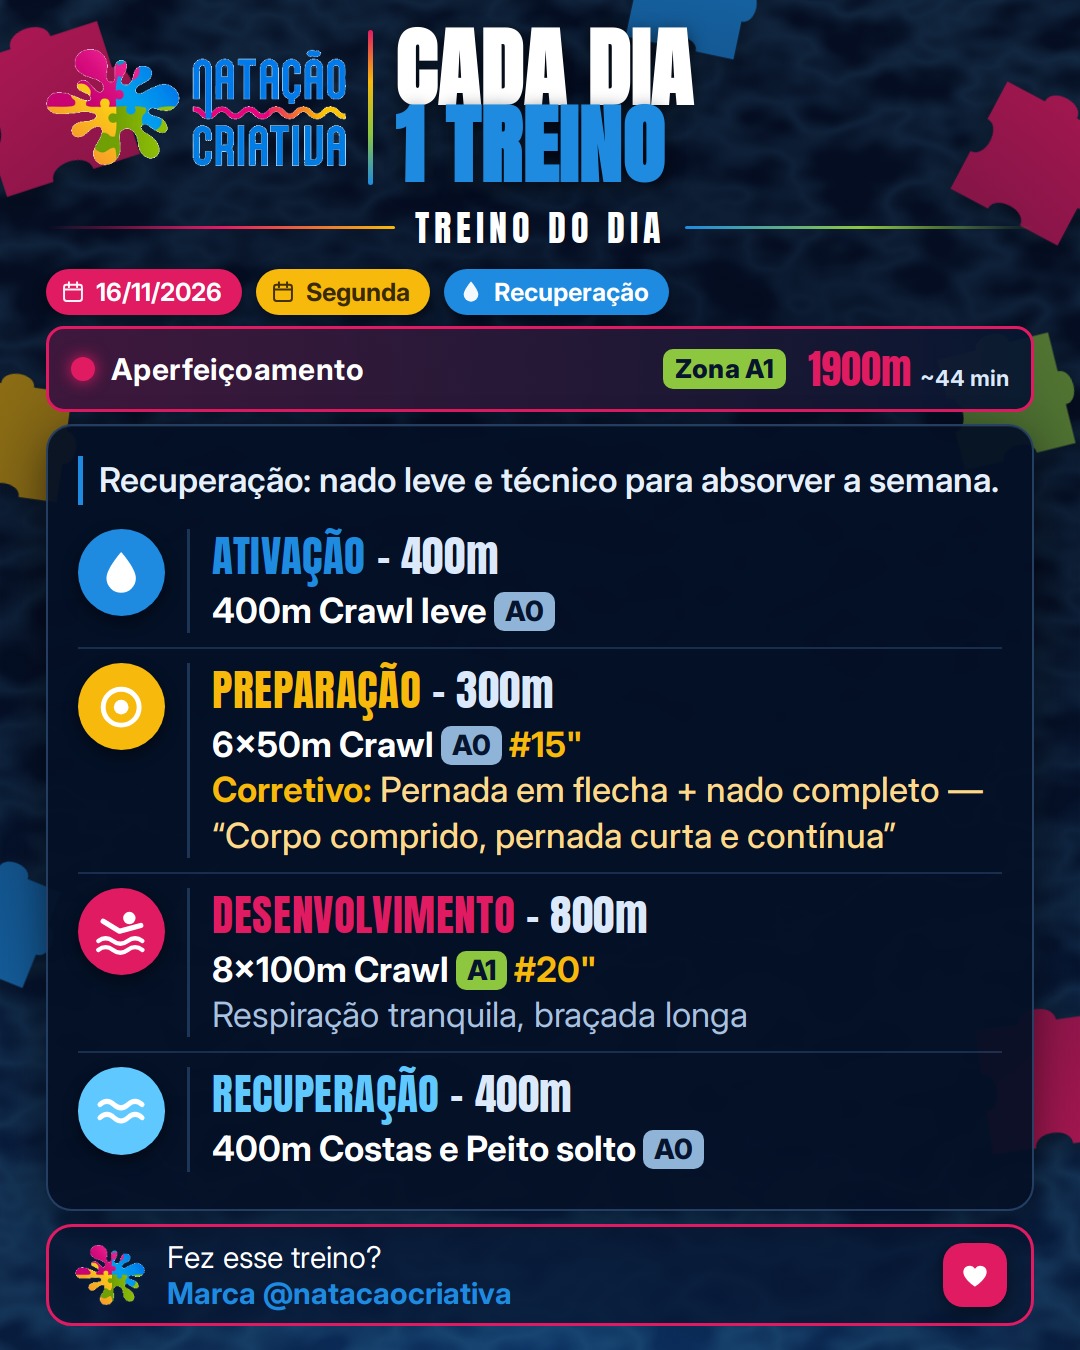 NATAÇÃO
CRIATIVA
CADA DIA
1 TREINO
TREINO DO DIA
16/11/2026
Segunda
Recuperação
Aperfeiçoamento
Zona A1
1900m ~44 min
Recuperação: nado leve e técnico para absorver a semana.
ATIVAÇÃO - 400m
400m Crawl leve A0
PREPARAÇÃO - 300m
6×50m Crawl A0 #15"
Corretivo: Pernada em flecha + nado completo —
“Corpo comprido, pernada curta e contínua”
DESENVOLVIMENTO - 800m
8×100m Crawl A1 #20"
Respiração tranquila, braçada longa
RECUPERAÇÃO - 400m
400m Costas e Peito solto A0
Fez esse treino?
Marca @natacaocriativa